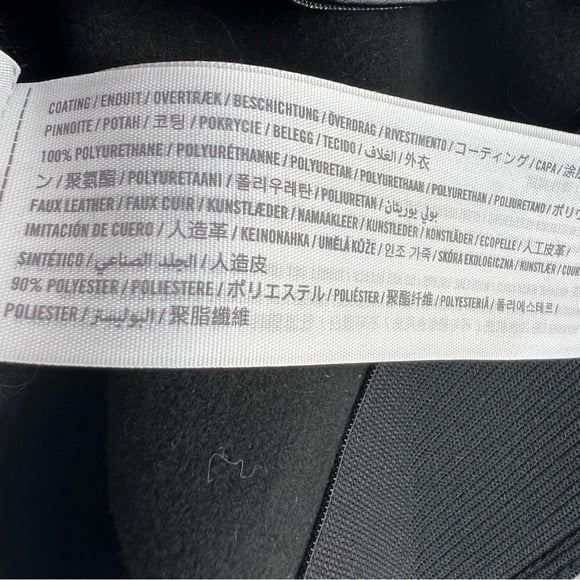 COATING / ENDUIT / OVERTRÆK / BESCHICHTUNG / ÖVERDRAG / RIVESTIMENTO / コーティング / CAPA / 涂层
PINNOITE / POTAH / 코팅 / POKRYCIE / BELEGG / TECIDO / الغلاف / 外衣
100% POLYURETHANE / POLYURÉTHANNE / POLYURETAN / POLYURETHAAN / POLYURETHAN / POLIURETANO / ポリウレタ
ン / 聚氨酯 / POLYURETAANI / 폴리우레탄 / POLIURETAN / بولي يوريثان
FAUX LEATHER / FAUX CUIR / KUNSTLÆDER / NAMAAKLEER / KUNSTLEDER / KONSTLÄDER / ECOPELLE / 人工皮革 /
IMITACIÓN DE CUERO / 人造革 / KEINONAHKA / UMĚLÁ KŮŽE / 인조 가죽 / SKÓRA EKOLOGICZNA / KUNSTLÆR /
SINTÉTICO / الجلد الصناعي / 人造皮
90% POLYESTER / POLIESTERE / ポリエステル / POLIÉSTER / 聚酯纤维 / POLYESTERIÄ / 폴리에스테르 /
POLIESTER / البوليستر / 聚脂纖維